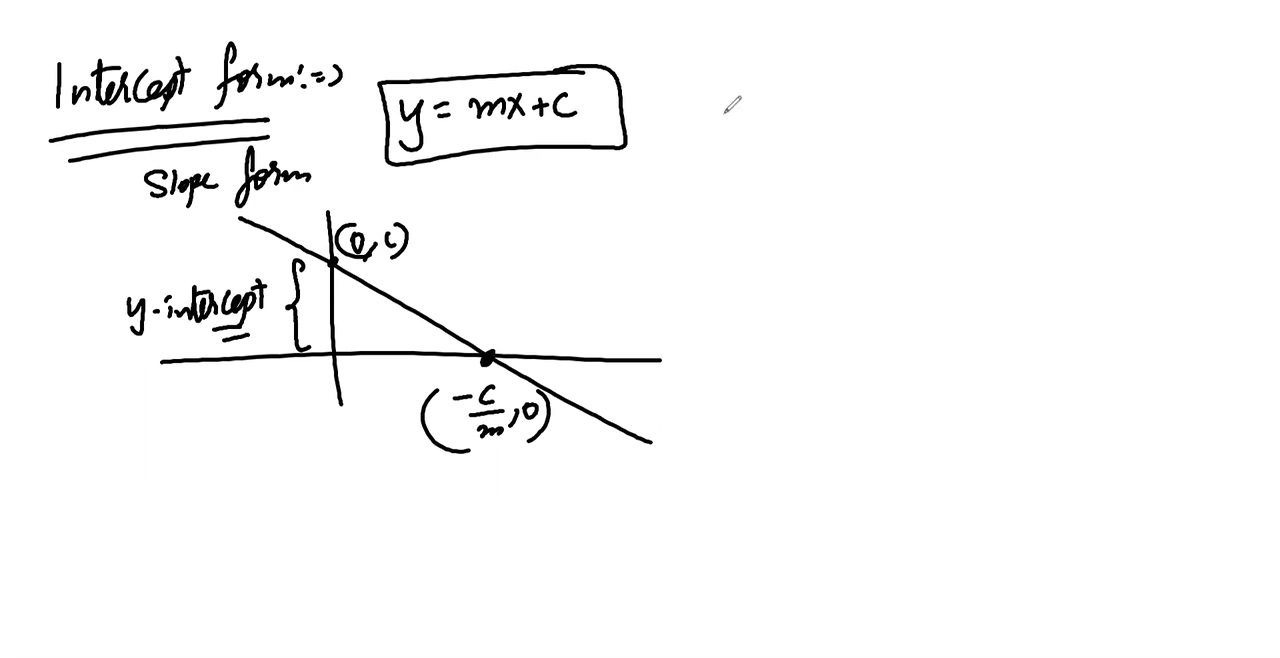 Intercept form:⇒
y = mx + c
Slope form
(0, c)
y-intercept {
(-c/m, 0)